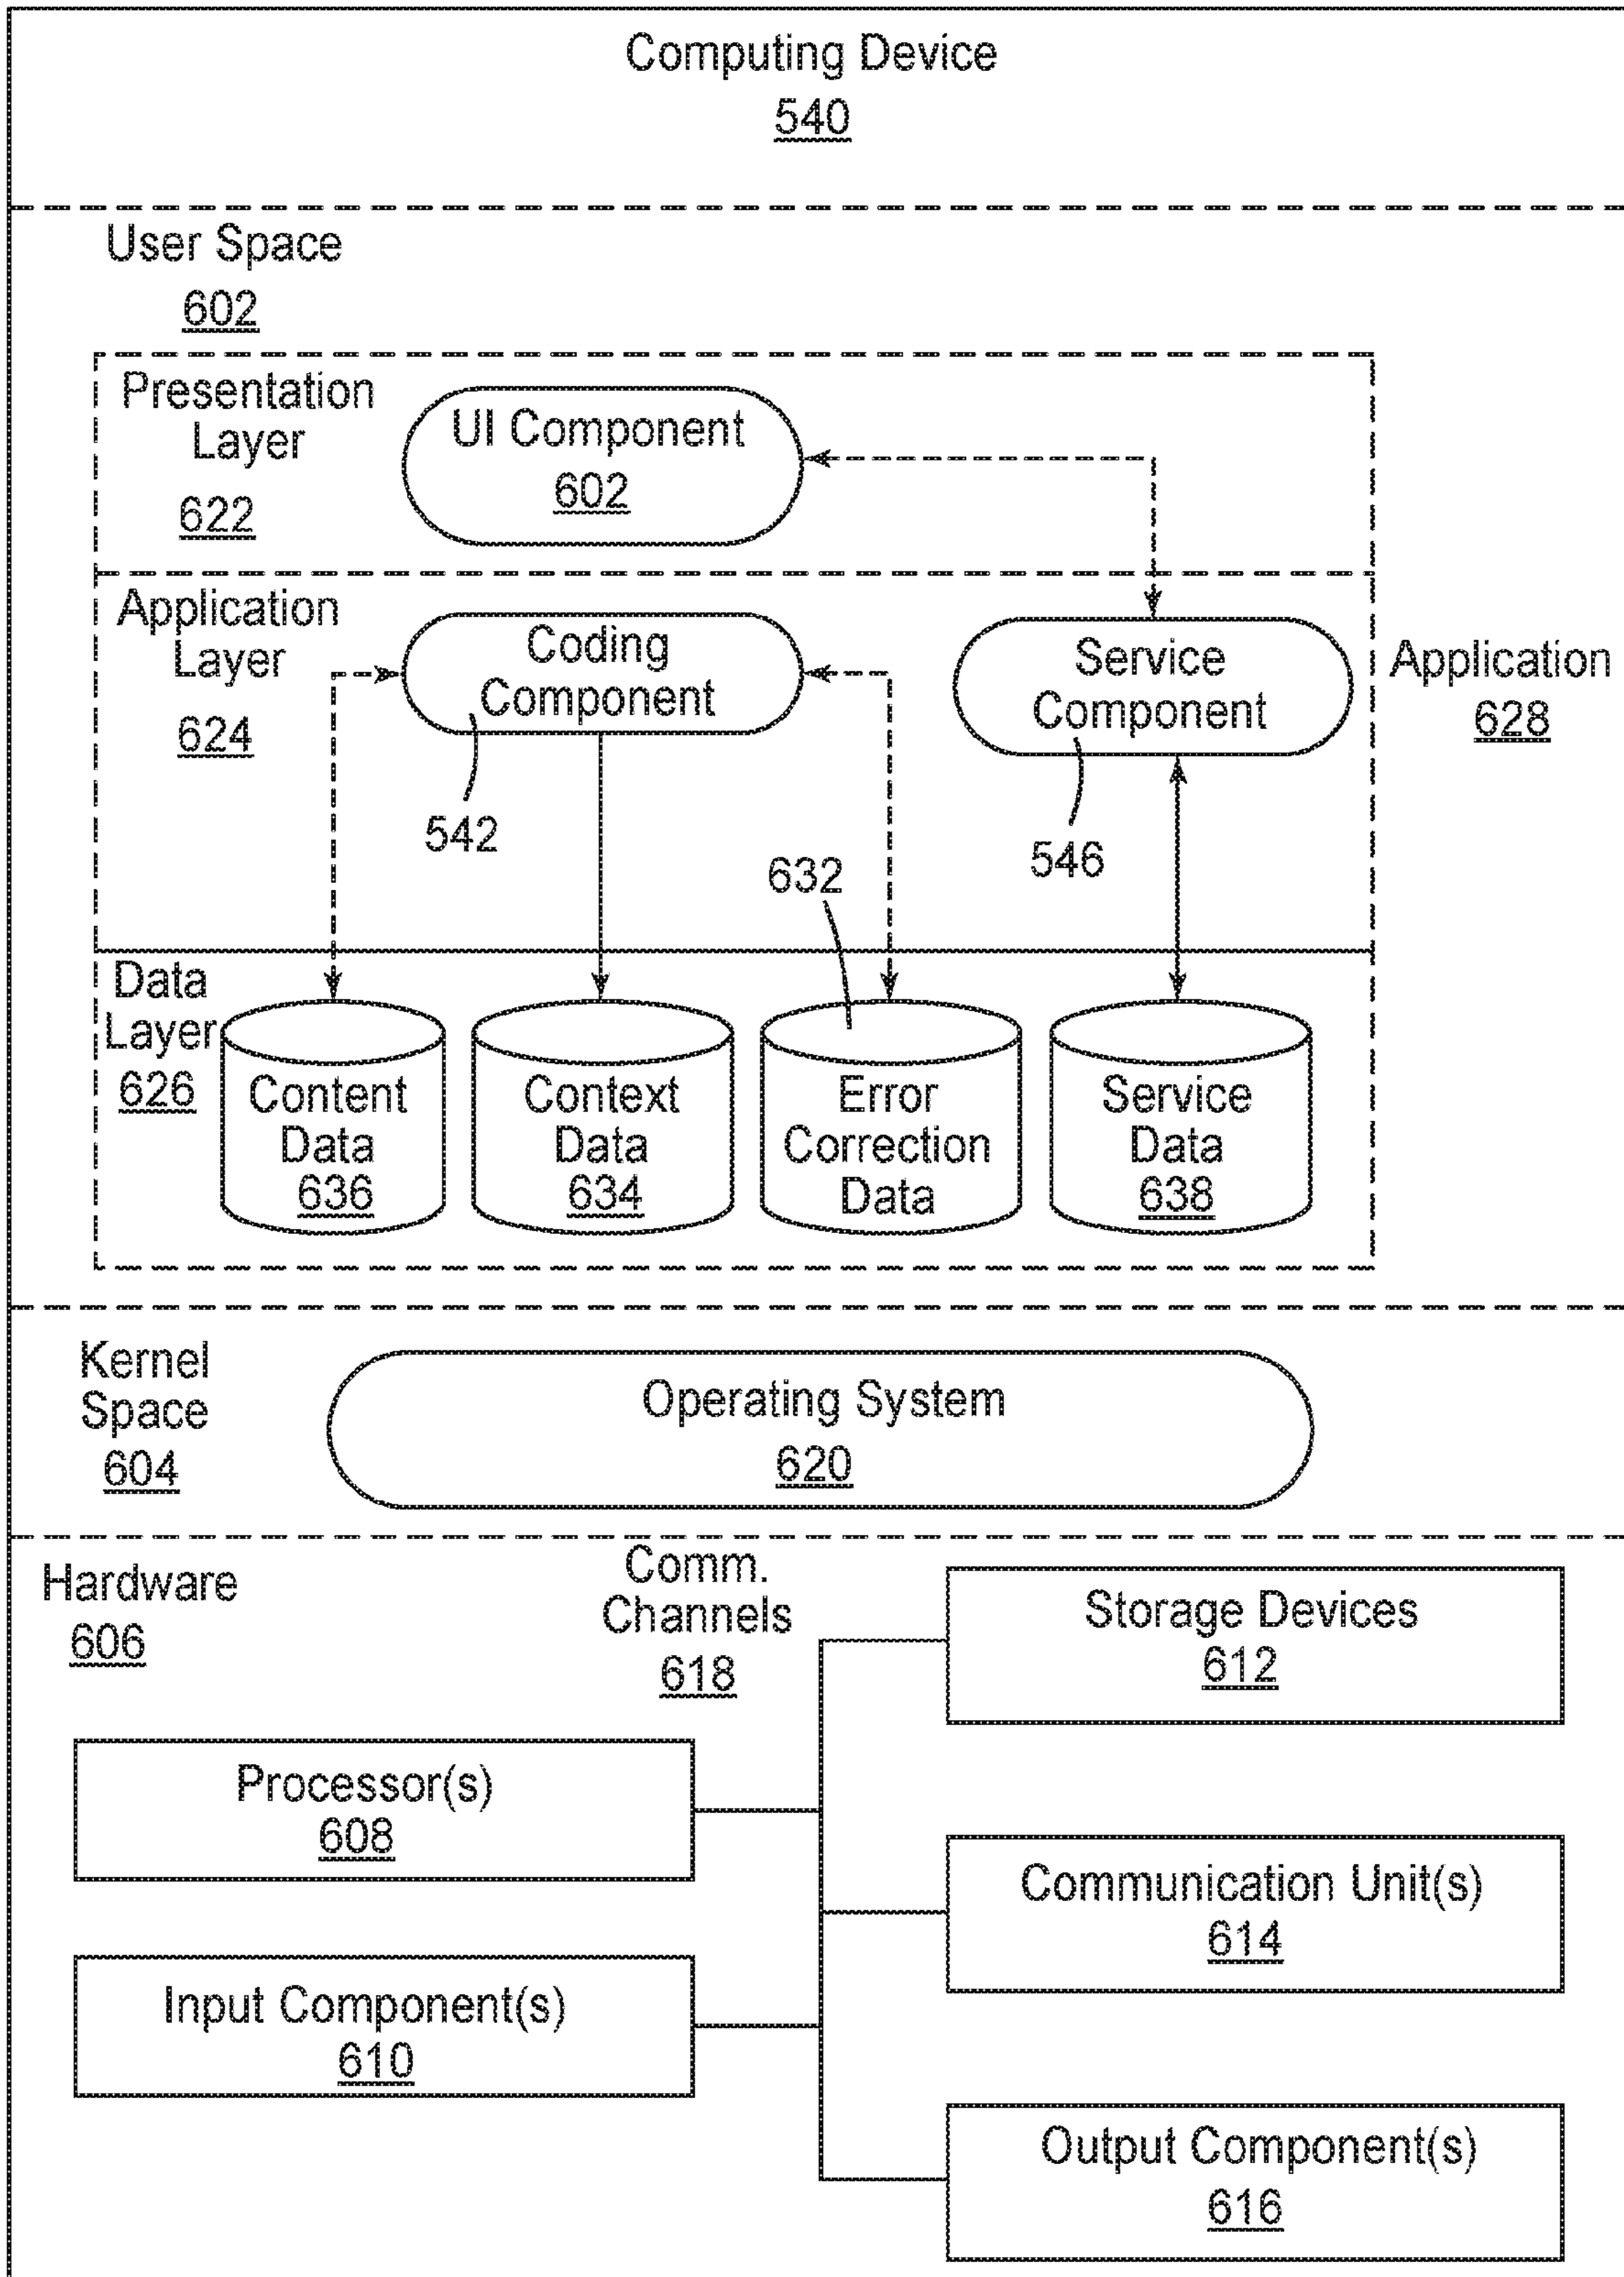 Computing Device
540
User Space
602
Presentation
Layer
622
UI Component
602
Application
Layer
624
Coding
Component
542
Service
Component
546
Application
628
632
Data
Layer
626
Content
Data
636
Context
Data
634
Error
Correction
Data
Service
Data
638
Kernel
Space
604
Operating System
620
Hardware
606
Comm.
Channels
618
Storage Devices
612
Processor(s)
608
Communication Unit(s)
614
Input Component(s)
610
Output Component(s)
616